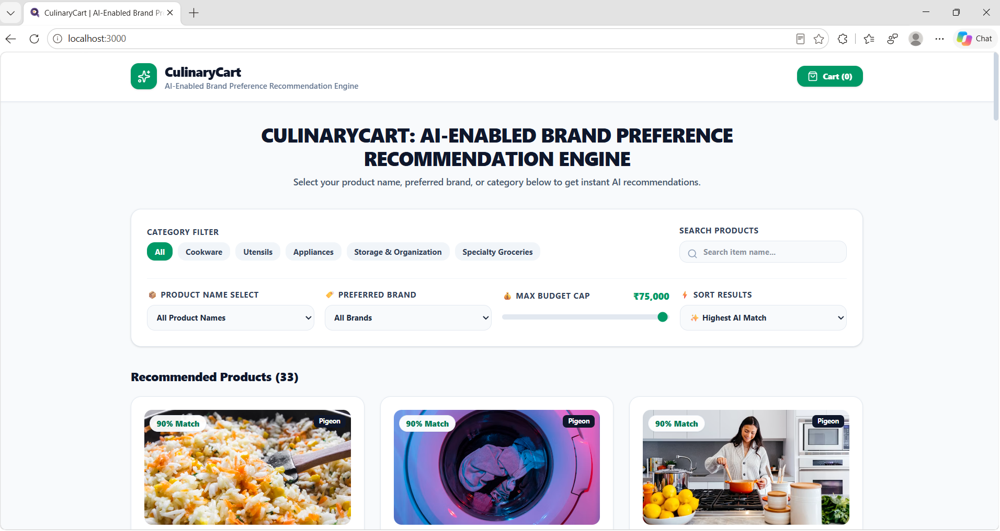 CulinaryCart | AI-Enabled Brand Pr
localhost:3000
Chat
CulinaryCart
AI-Enabled Brand Preference Recommendation Engine
Cart (0)
CULINARYCART: AI-ENABLED BRAND PREFERENCE
RECOMMENDATION ENGINE
Select your product name, preferred brand, or category below to get instant AI recommendations.
CATEGORY FILTER
SEARCH PRODUCTS
All
Cookware
Utensils
Appliances
Storage & Organization
Specialty Groceries
Search item name...
📦 PRODUCT NAME SELECT
🏷️ PREFERRED BRAND
💰 MAX BUDGET CAP
₹75,000
⚡ SORT RESULTS
All Product Names
All Brands
✨ Highest AI Match
Recommended Products (33)
90% Match
Pigeon
90% Match
Pigeon
90% Match
Pigeon